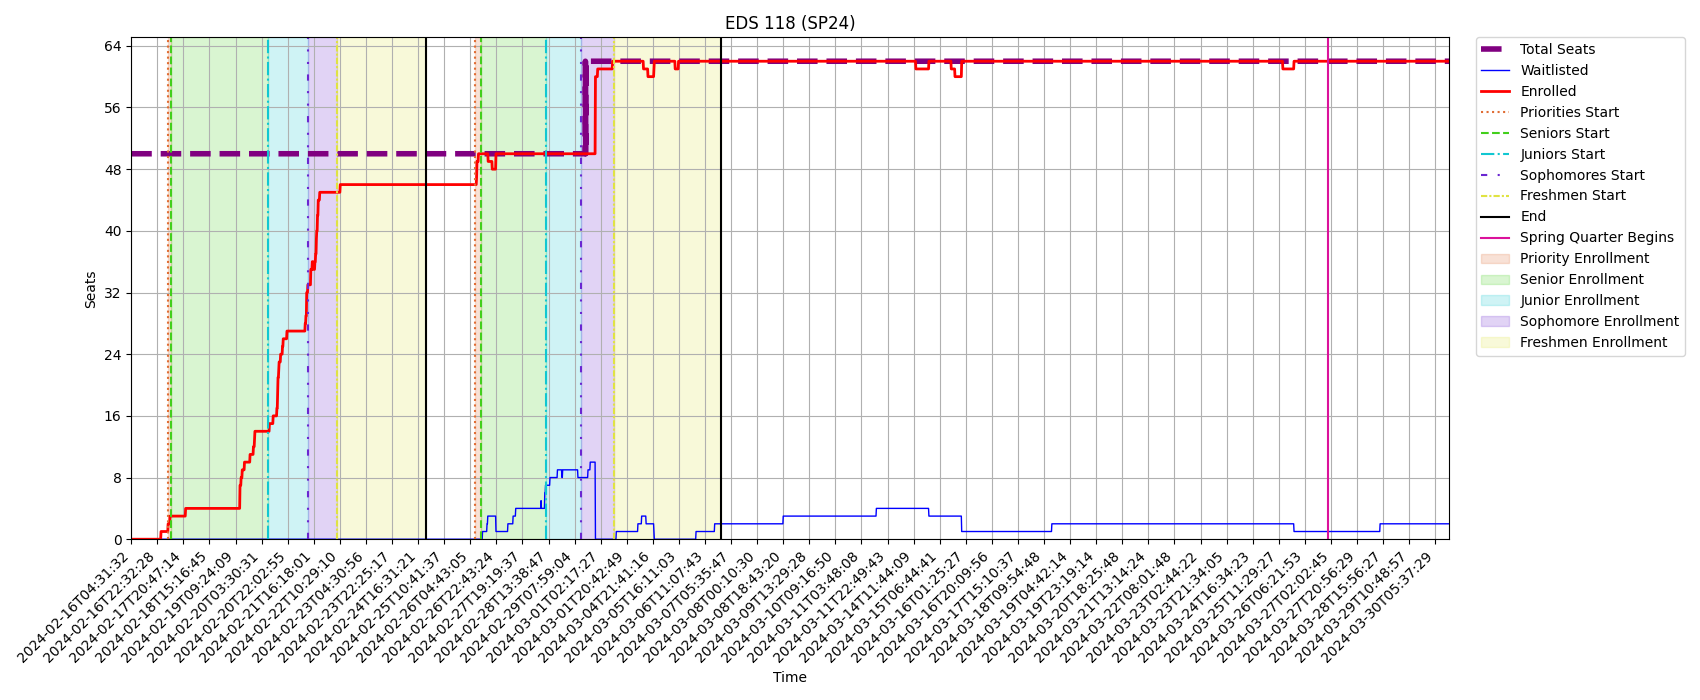 EDS 118 (SP24)
Seats
64
56
48
40
32
24
16
8
0
2024-02-16T04:31:32
2024-02-16T22:32:28
2024-02-17T20:47:14
2024-02-18T15:16:45
2024-02-19T09:24:09
2024-02-20T03:30:31
2024-02-20T22:02:55
2024-02-21T16:18:01
2024-02-22T10:29:10
2024-02-23T04:30:56
2024-02-23T22:25:17
2024-02-24T16:31:21
2024-02-25T10:41:37
2024-02-26T04:43:05
2024-02-26T22:43:24
2024-02-27T19:19:37
2024-02-28T13:38:47
2024-02-29T07:59:04
2024-03-01T02:17:27
2024-03-01T20:42:49
2024-03-04T21:41:16
2024-03-05T16:11:03
2024-03-06T11:07:43
2024-03-07T05:35:47
2024-03-08T00:10:30
2024-03-08T18:43:20
2024-03-09T13:29:28
2024-03-10T09:16:50
2024-03-11T03:48:08
2024-03-11T22:49:43
2024-03-14T11:44:09
2024-03-15T06:44:41
2024-03-16T01:25:27
2024-03-16T20:09:56
2024-03-17T15:10:37
2024-03-18T09:54:48
2024-03-19T04:42:14
2024-03-19T23:19:14
2024-03-20T18:25:48
2024-03-21T13:14:24
2024-03-22T08:01:48
2024-03-23T02:44:22
2024-03-23T21:34:05
2024-03-24T16:34:23
2024-03-25T11:29:27
2024-03-26T06:21:53
2024-03-27T02:02:45
2024-03-27T20:56:29
2024-03-28T15:56:27
2024-03-29T10:48:57
2024-03-30T05:37:29
Time
Total Seats
Waitlisted
Enrolled
Priorities Start
Seniors Start
Juniors Start
Sophomores Start
Freshmen Start
End
Spring Quarter Begins
Priority Enrollment
Senior Enrollment
Junior Enrollment
Sophomore Enrollment
Freshmen Enrollment